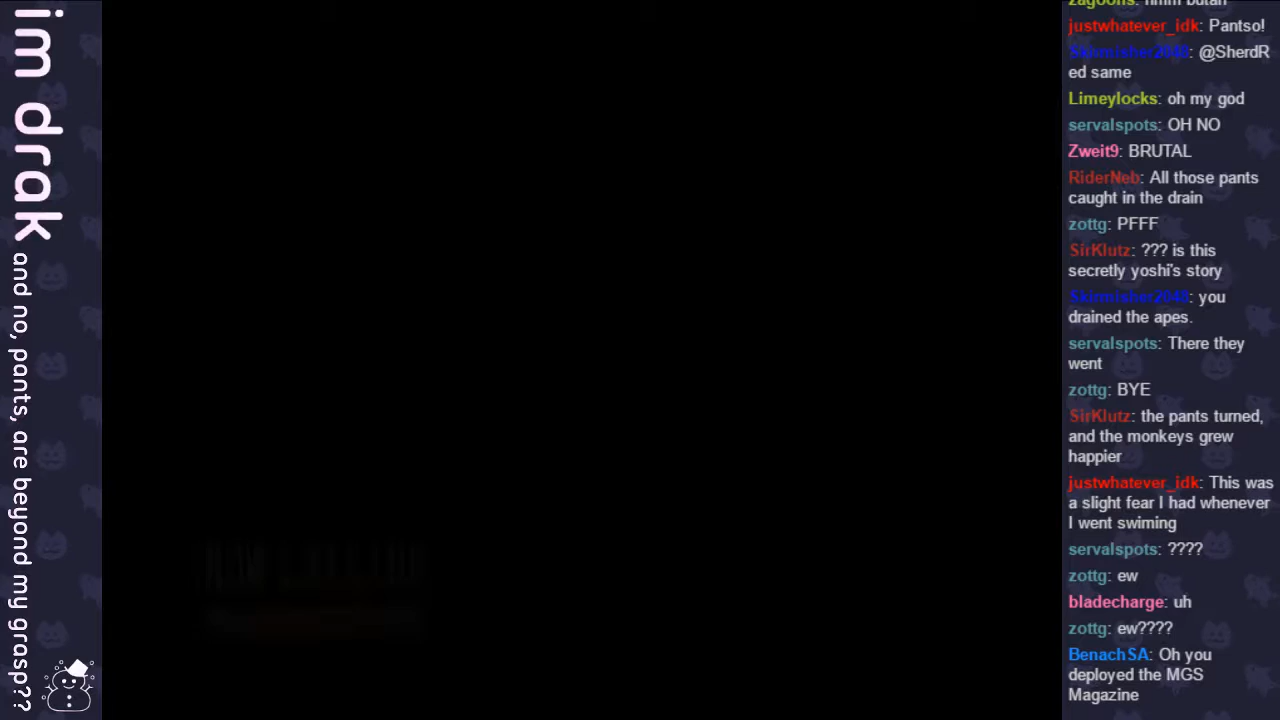 im drak and no, pants, are beyond my grasp??
justwhatever_idk: Pantso!
Skirmisher2048: @SherdR
ed same
Limeylocks: oh my god
servalspots: OH NO
Zweit9: BRUTAL
RiderNeb: All those pants
caught in the drain
zottg: PFFF
SirKlutz: ??? is this
secretly yoshi's story
Skirmisher2048: you
drained the apes.
servalspots: There they
went
zottg: BYE
SirKlutz: the pants turned,
and the monkeys grew
happier
justwhatever_idk: This was
a slight fear I had whenever
I went swiming
servalspots: ????
zottg: ew
bladecharge: uh
zottg: ew????
BenachSA: Oh you
deployed the MGS
Magazine